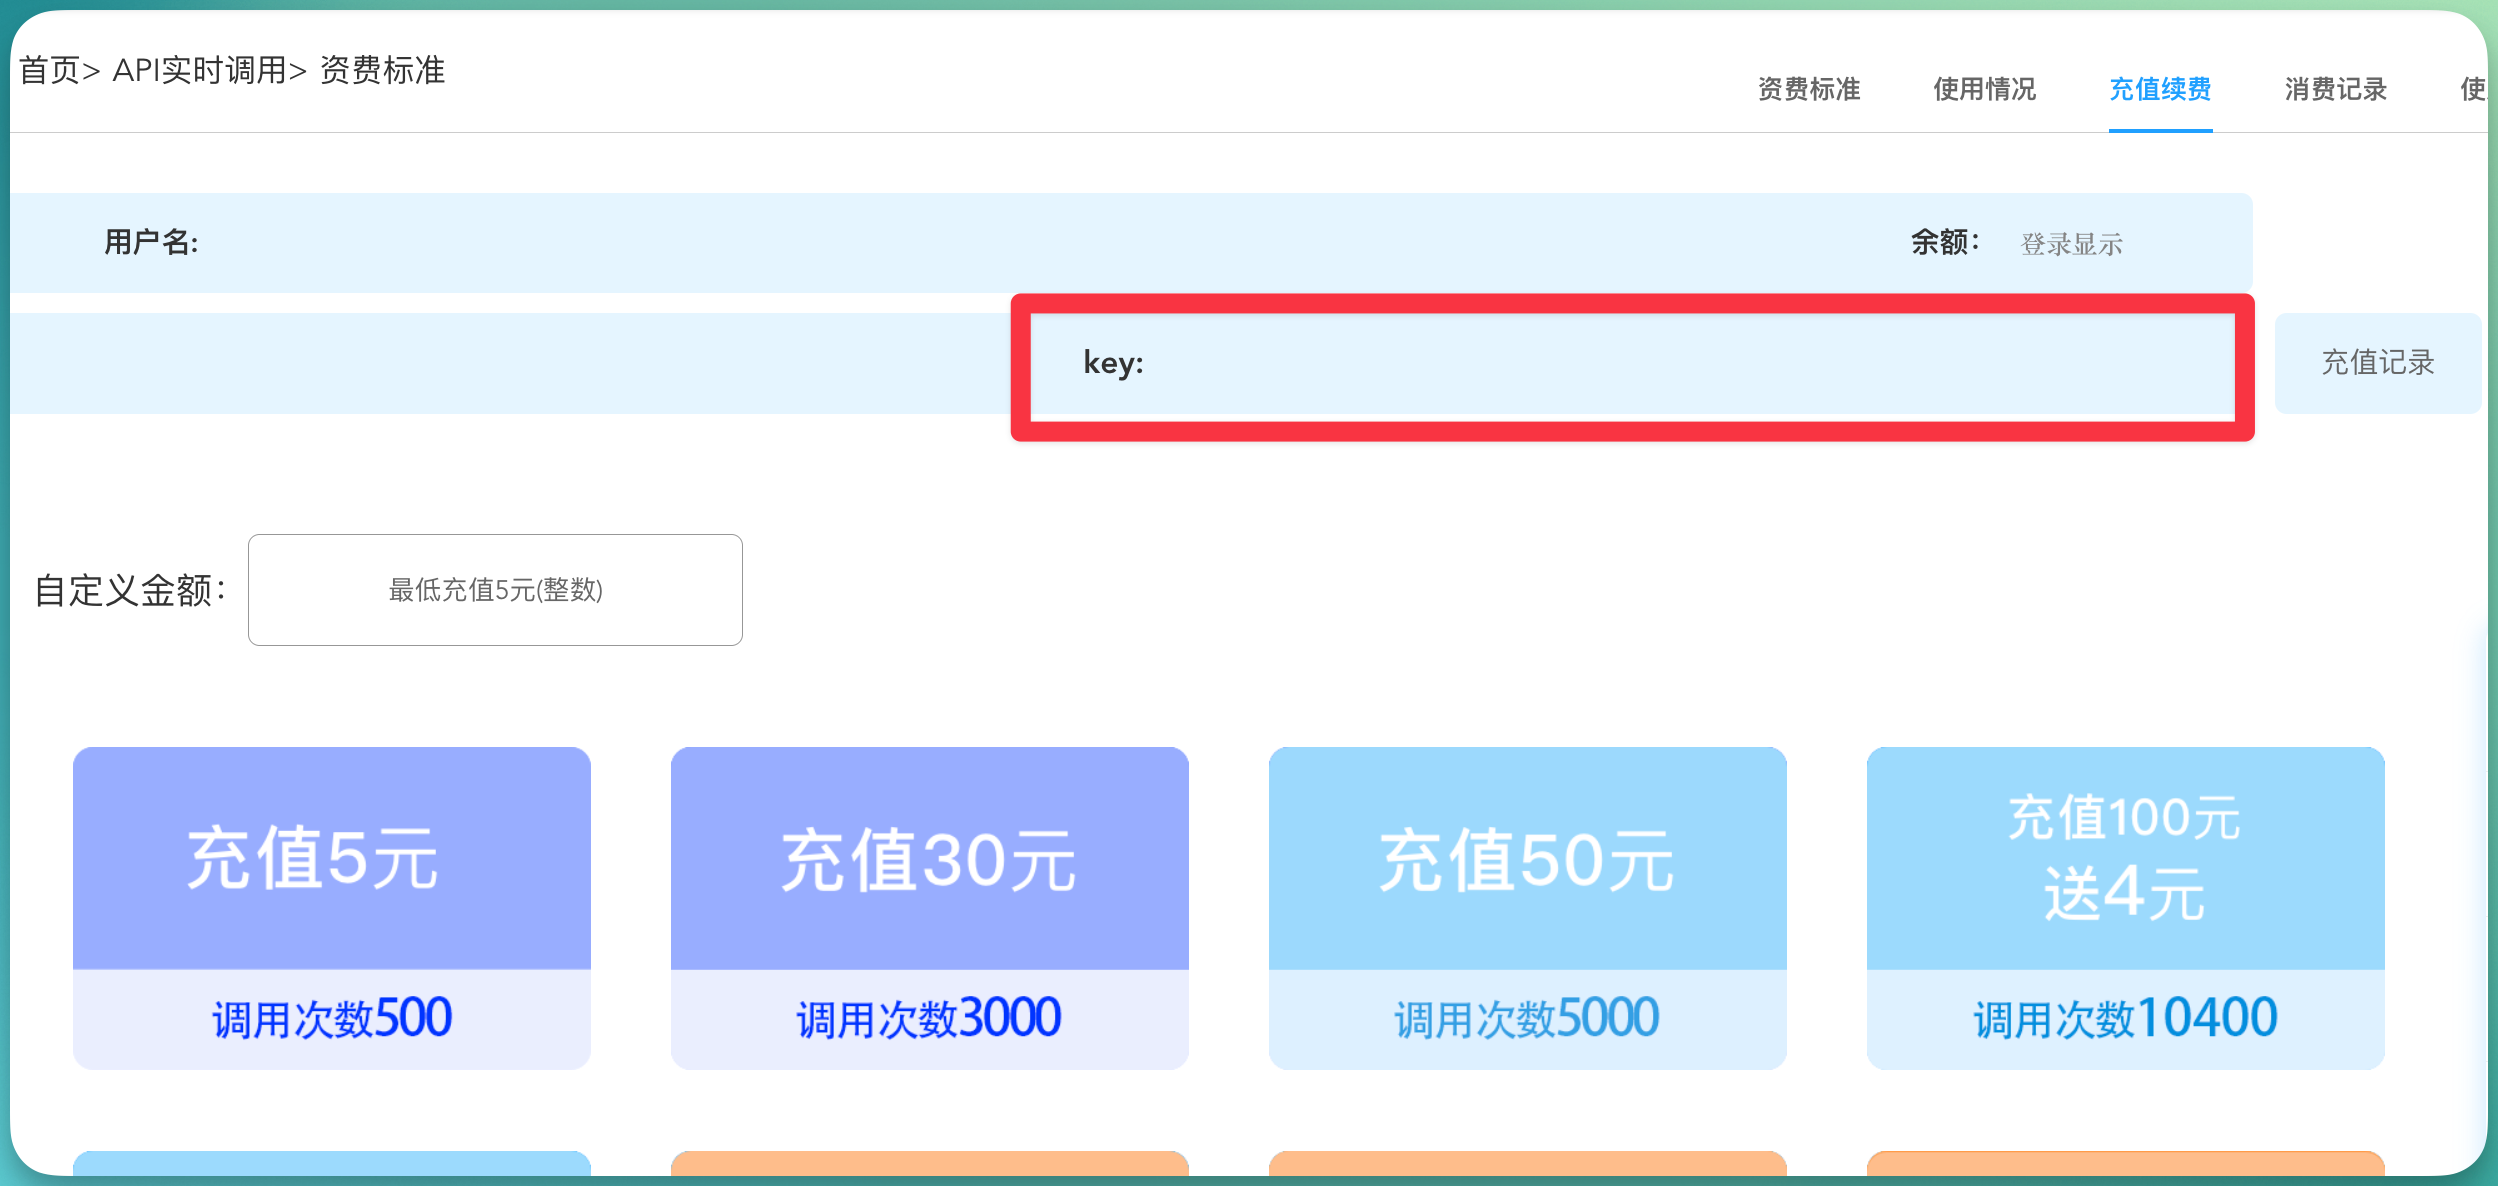 首页> API实时调用> 资费标准
资费标准 使用情况 充值续费 消费记录 使
用户名:
余额： 登录显示
key:
充值记录
自定义金额： 最低充值5元(整数)
充值5元
调用次数500
充值30元
调用次数3000
充值50元
调用次数5000
充值100元
送4元
调用次数10400